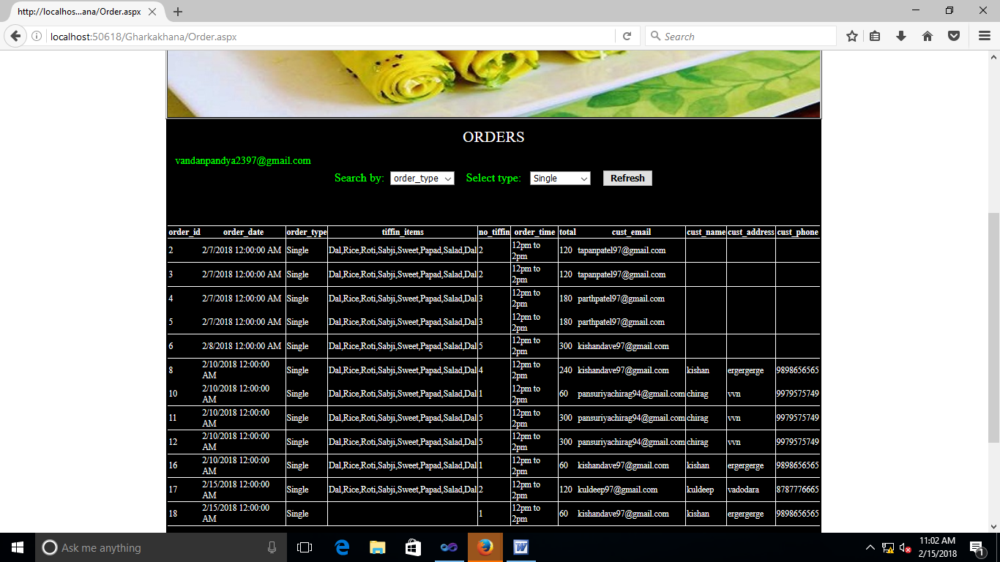 http://localhos...ana/Order.aspx
localhost:50618/Gharkakhana/Order.aspx
Search
ORDERS
vandanpandya2397@gmail.com
Search by: order_type Select type: Single Refresh
order_id order_date order_type tiffin_items no_tiffin order_time total cust_email cust_name cust_address cust_phone
2 2/7/2018 12:00:00 AM Single Dal,Rice,Roti,Sabji,Sweet,Papad,Salad,Dal 2 12pm to 2pm 120 tapanpatel97@gmail.com
3 2/7/2018 12:00:00 AM Single Dal,Rice,Roti,Sabji,Sweet,Papad,Salad,Dal 2 12pm to 2pm 120 tapanpatel97@gmail.com
4 2/7/2018 12:00:00 AM Single Dal,Rice,Roti,Sabji,Sweet,Papad,Salad,Dal 3 12pm to 2pm 180 parthpatel97@gmail.com
5 2/7/2018 12:00:00 AM Single Dal,Rice,Roti,Sabji,Sweet,Papad,Salad,Dal 3 12pm to 2pm 180 parthpatel97@gmail.com
6 2/8/2018 12:00:00 AM Single Dal,Rice,Roti,Sabji,Sweet,Papad,Salad,Dal 5 12pm to 2pm 300 kishandave97@gmail.com
8 2/10/2018 12:00:00 AM Single Dal,Rice,Roti,Sabji,Sweet,Papad,Salad,Dal 4 12pm to 2pm 240 kishandave97@gmail.com kishan ergergerge 9898656565
10 2/10/2018 12:00:00 AM Single Dal,Rice,Roti,Sabji,Sweet,Papad,Salad,Dal 1 12pm to 2pm 60 pansuriyachirag94@gmail.com chirag vvn 9979575749
11 2/10/2018 12:00:00 AM Single Dal,Rice,Roti,Sabji,Sweet,Papad,Salad,Dal 5 12pm to 2pm 300 pansuriyachirag94@gmail.com chirag vvn 9979575749
12 2/10/2018 12:00:00 AM Single Dal,Rice,Roti,Sabji,Sweet,Papad,Salad,Dal 5 12pm to 2pm 300 pansuriyachirag94@gmail.com chirag vvn 9979575749
16 2/10/2018 12:00:00 AM Single Dal,Rice,Roti,Sabji,Sweet,Papad,Salad,Dal 1 12pm to 2pm 60 kishandave97@gmail.com kishan ergergerge 9898656565
17 2/15/2018 12:00:00 AM Single Dal,Rice,Roti,Sabji,Sweet,Papad,Salad,Dal 2 12pm to 2pm 120 kuldeep97@gmail.com kuldeep vadodara 8787776665
18 2/15/2018 12:00:00 AM Single 1 12pm to 2pm 60 kishandave97@gmail.com kishan ergergerge 9898656565
Ask me anything
11:02 AM
2/15/2018
1